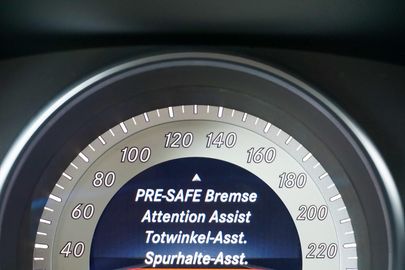 120 140
100 160
80 180
PRE-SAFE Bremse
60 Attention Assist 200
Totwinkel-Asst.
40 Spurhalte-Asst. 220